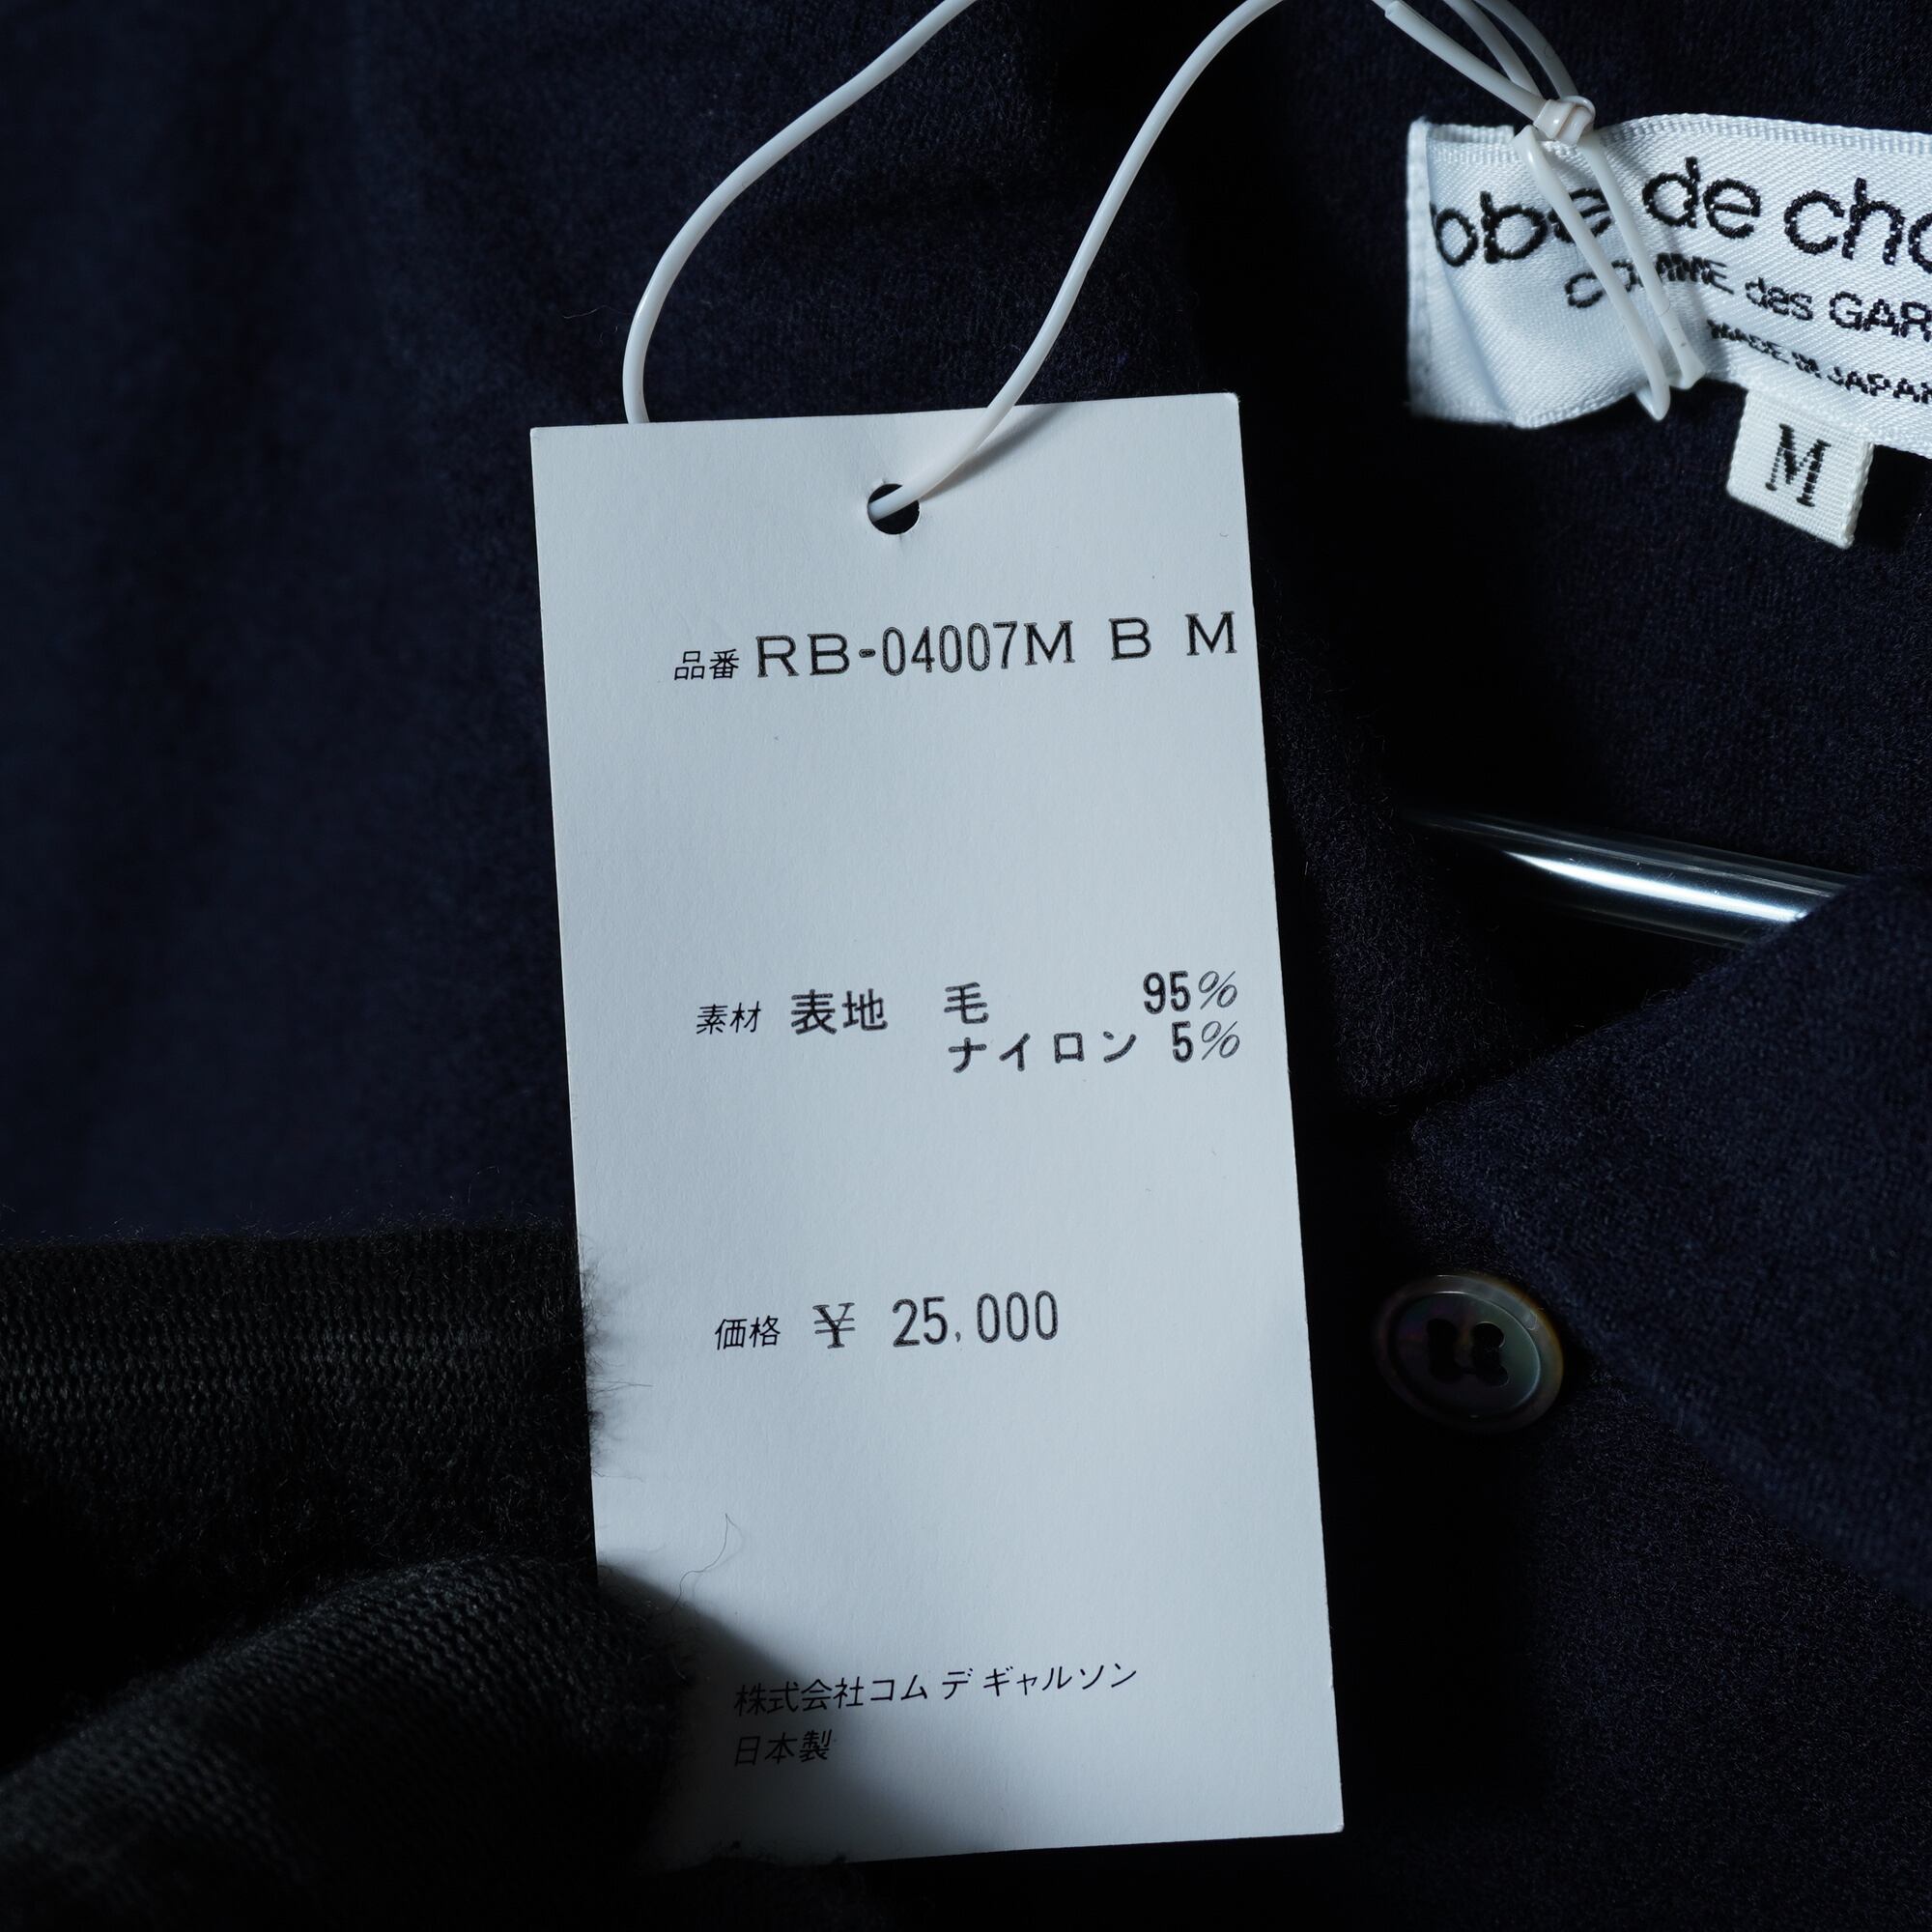 obe de cho
COMME des GAR
MADE IN JAPAN
M
品番 RB-04007M B M
素材 表地 毛 95%
ナイロン 5%
価格 ¥ 25,000
株式会社コム デ ギャルソン
日本製